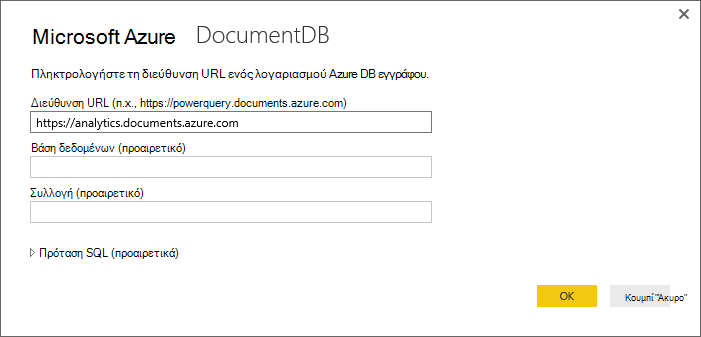 Microsoft Azure DocumentDB
Πληκτρολογήστε τη διεύθυνση URL ενός λογαριασμού Azure DB εγγράφου.
Διεύθυνση URL (π.χ., https://powerquery.documents.azure.com)
https://analytics.documents.azure.com
Βάση δεδομένων (προαιρετικό)
Συλλογή (προαιρετικό)
Πρόταση SQL (προαιρετικά)
OK Κουμπί "Άκυρο"